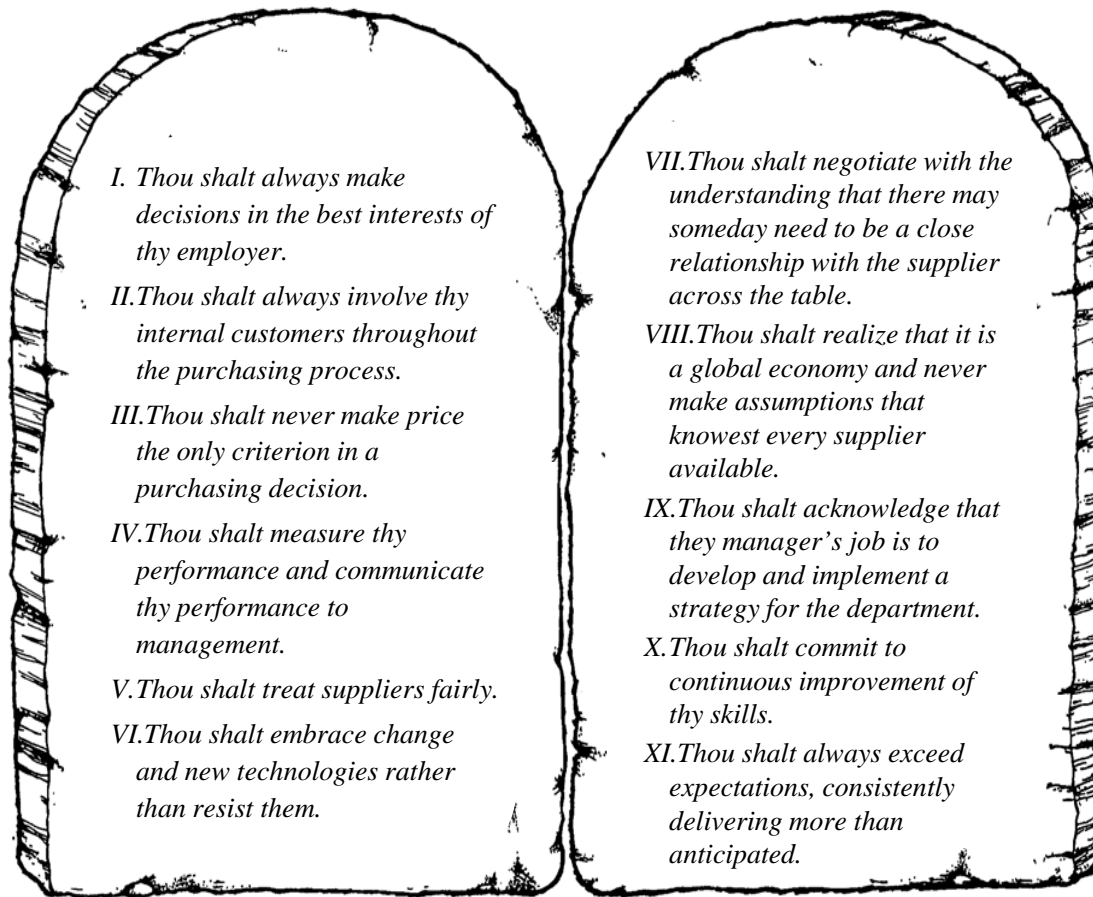 I. Thou shalt always make
decisions in the best interests of
thy employer.
II.Thou shalt always involve thy
internal customers throughout
the purchasing process.
III.Thou shalt never make price
the only criterion in a
purchasing decision.
IV.Thou shalt measure thy
performance and communicate
thy performance to
management.
V.Thou shalt treat suppliers fairly.
VI.Thou shalt embrace change
and new technologies rather
than resist them.
VII.Thou shalt negotiate with the
understanding that there may
someday need to be a close
relationship with the supplier
across the table.
VIII.Thou shalt realize that it is
a global economy and never
make assumptions that
knowest every supplier
available.
IX.Thou shalt acknowledge that
they manager’s job is to
develop and implement a
strategy for the department.
X.Thou shalt commit to
continuous improvement of
thy skills.
XI.Thou shalt always exceed
expectations, consistently
delivering more than
anticipated.